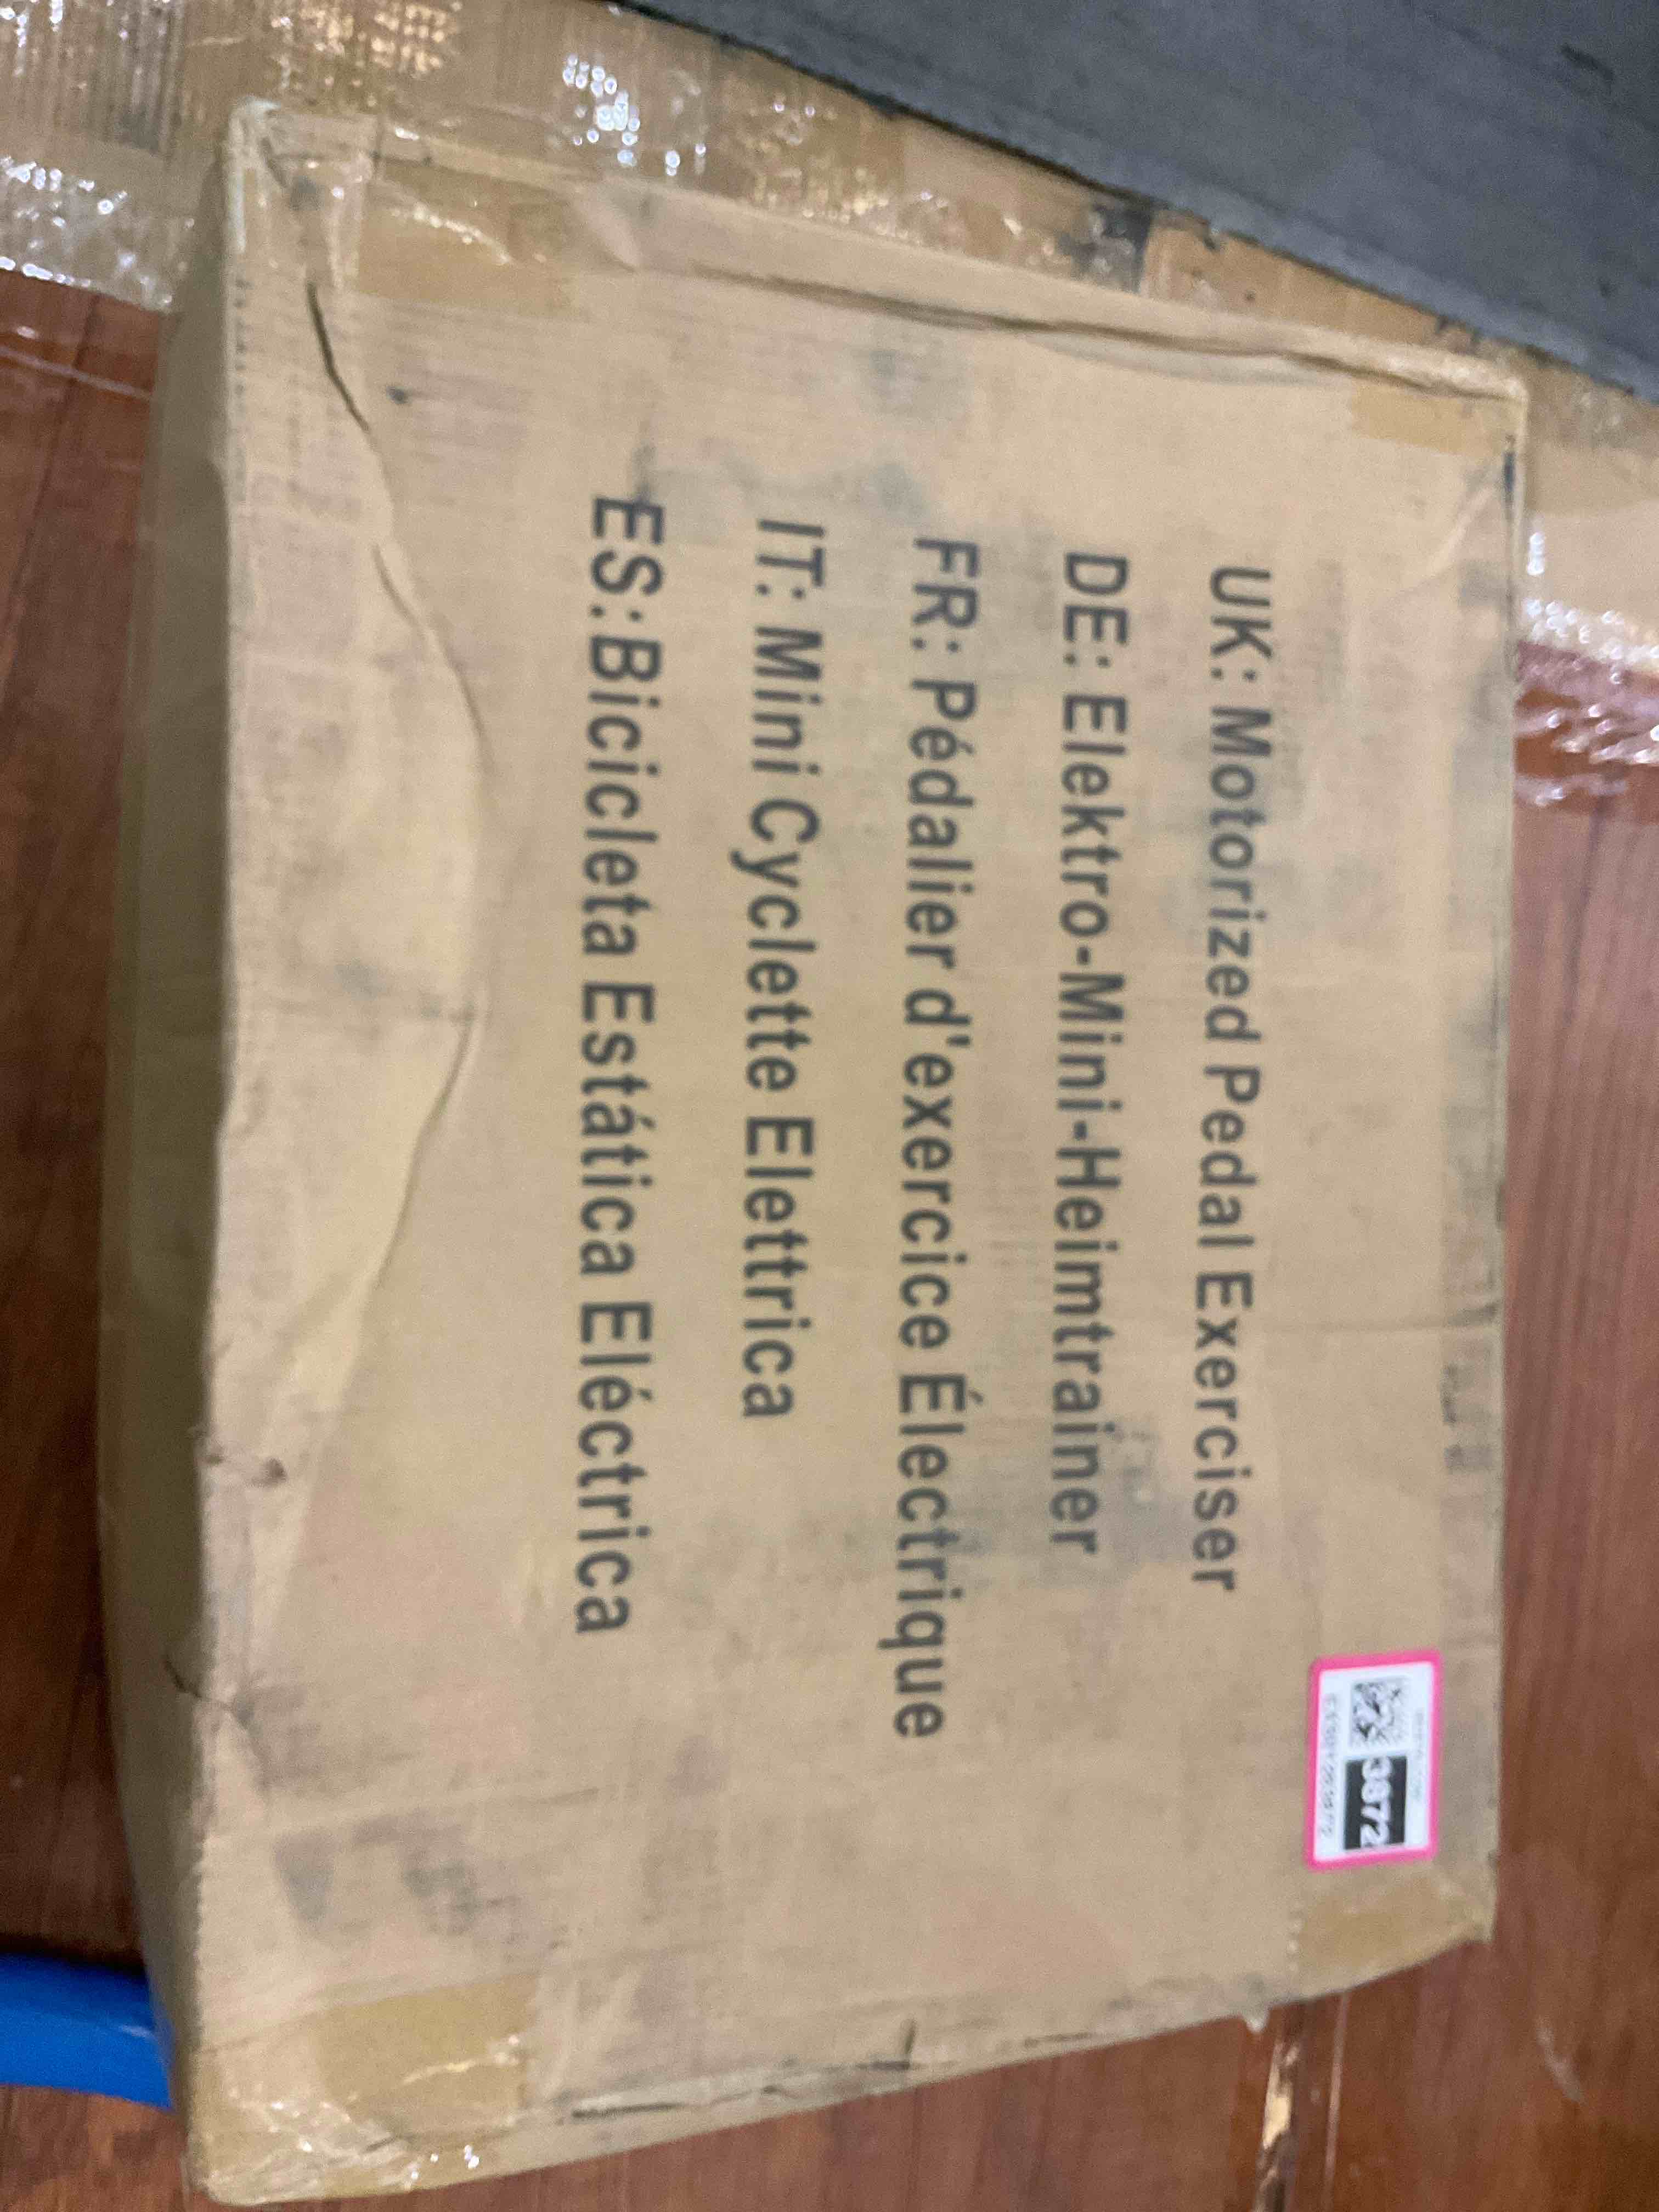 UK: Motorized Pedal Exerciser
DE: Elektro-Mini-Heimtrainer
FR: Pédalier d'exercice Électrique
IT: Mini Cyclette Elettrica
ES:Bicicleta Estática Eléctrica
3872